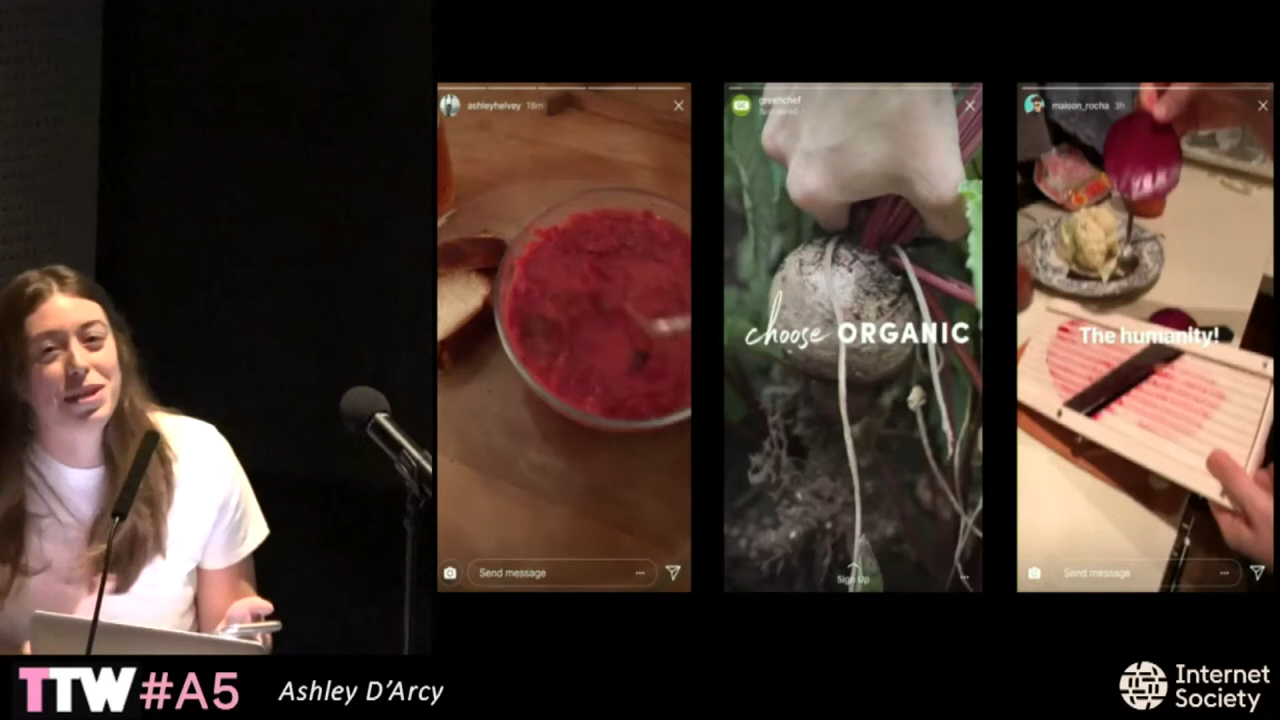 ashleyhelvey 18m
Send message
greenchef
Sponsored
choose ORGANIC
Sign Up
maison_rocha 3h
The humanity!
Send message
TTW#A5
Ashley D'Arcy
Internet
Society